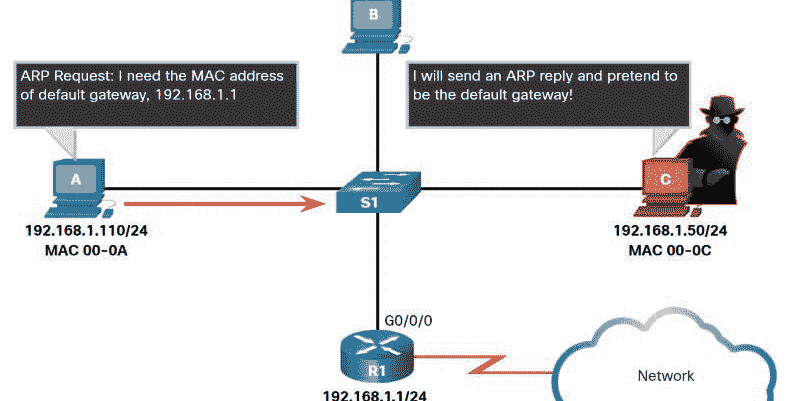 B
ARP Request: I need the MAC address
of default gateway, 192.168.1.1
I will send an ARP reply and pretend to
be the default gateway!
A
S1
C
192.168.1.110/24
MAC 00-0A
192.168.1.50/24
MAC 00-0C
G0/0/0
R1
192.168.1.1/24
Network